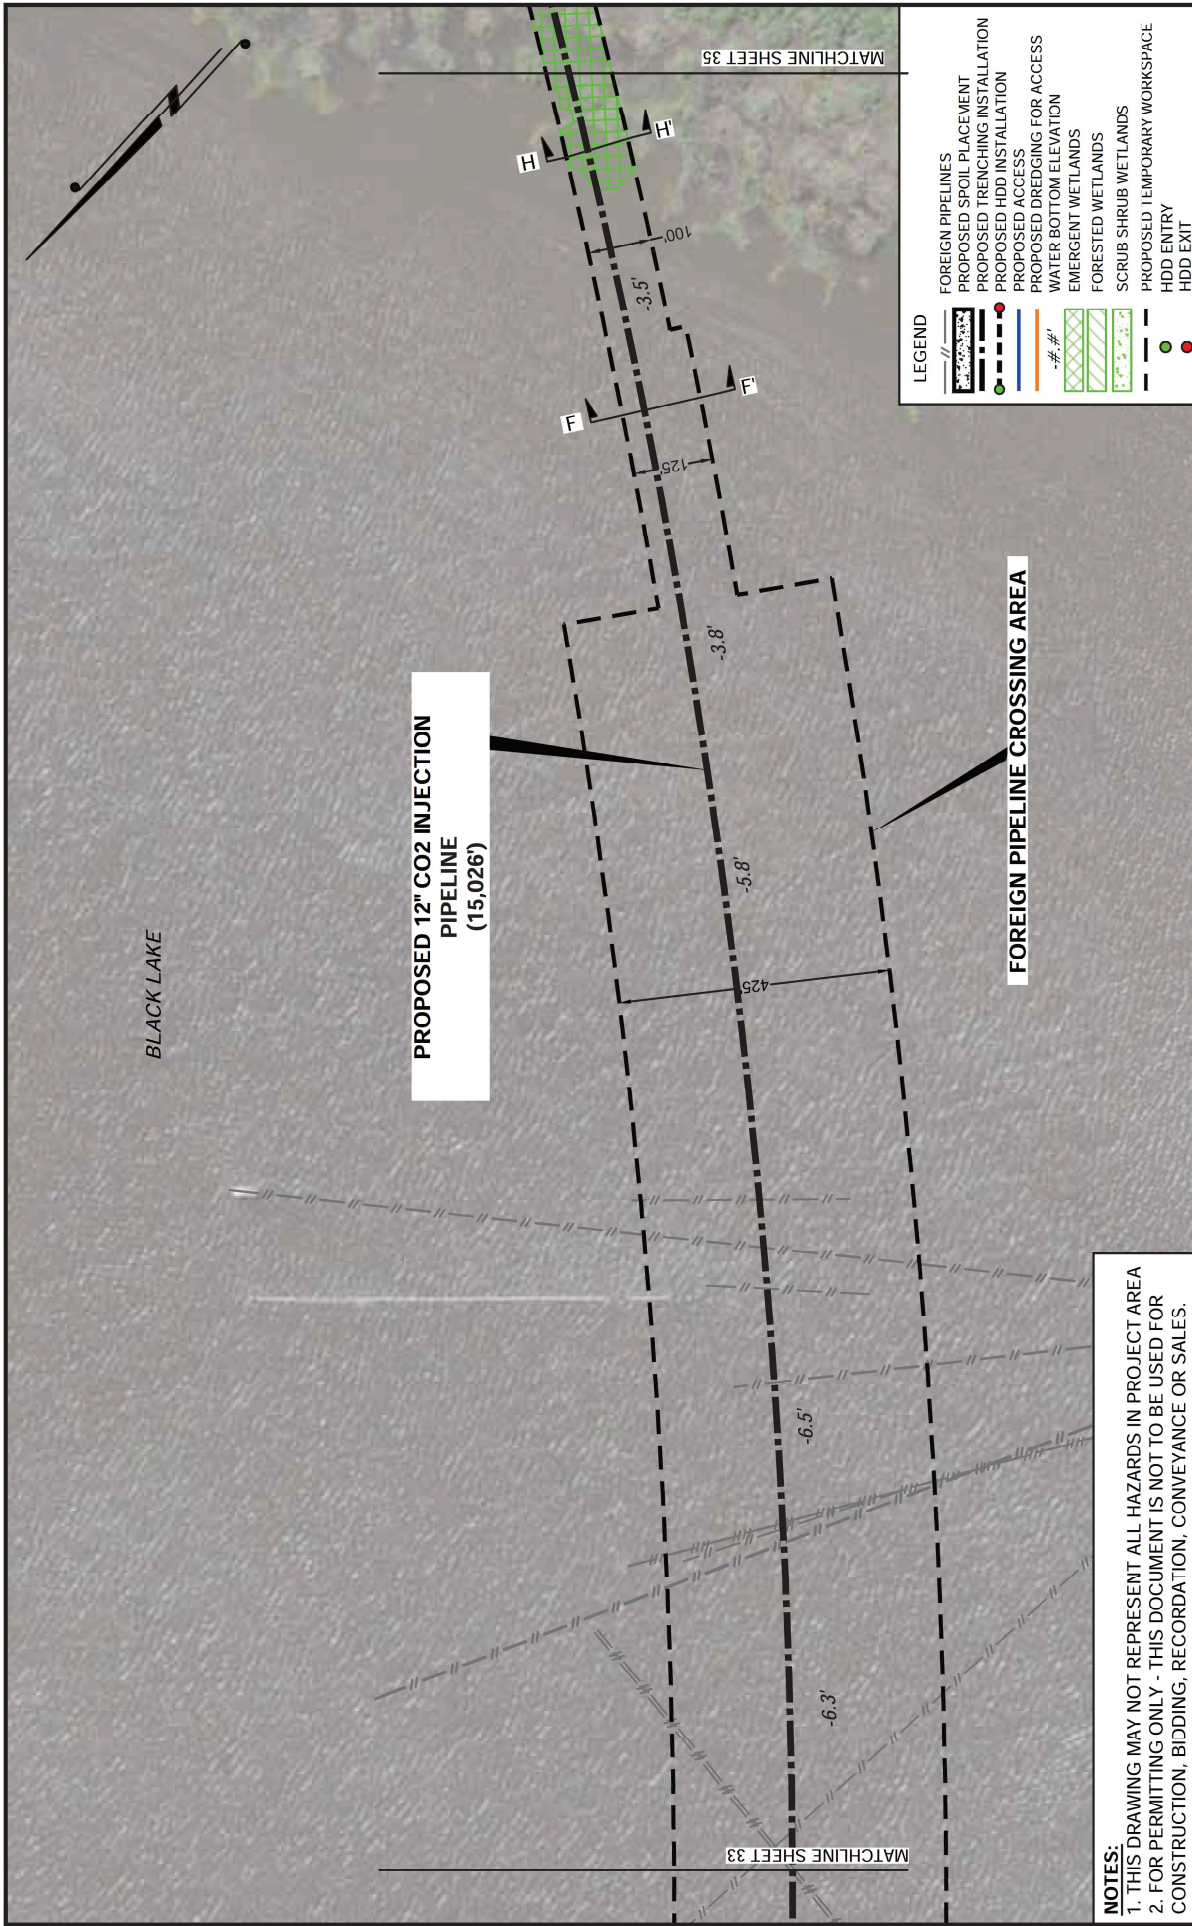 MATCHLINE SHEET 33
MATCHLINE SHEET 35
BLACK LAKE
PROPOSED 12" CO2 INJECTION
PIPELINE
(15,026')
FOREIGN PIPELINE CROSSING AREA
-6.3'
-6.5'
425'
-5.8'
-3.8'
125'
F
F'
-3.5'
100'
H
H'
NOTES:
1. THIS DRAWING MAY NOT REPRESENT ALL HAZARDS IN PROJECT AREA
2. FOR PERMITTING ONLY - THIS DOCUMENT IS NOT TO BE USED FOR
CONSTRUCTION, BIDDING, RECORDATION, CONVEYANCE OR SALES.
LEGEND
FOREIGN PIPELINES
PROPOSED SPOIL PLACEMENT
PROPOSED TRENCHING INSTALLATION
PROPOSED HDD INSTALLATION
PROPOSED ACCESS
PROPOSED DREDGING FOR ACCESS
-#.#' WATER BOTTOM ELEVATION
EMERGENT WETLANDS
FORESTED WETLANDS
SCRUB SHRUB WETLANDS
PROPOSED TEMPORARY WORKSPACE
HDD ENTRY
HDD EXIT